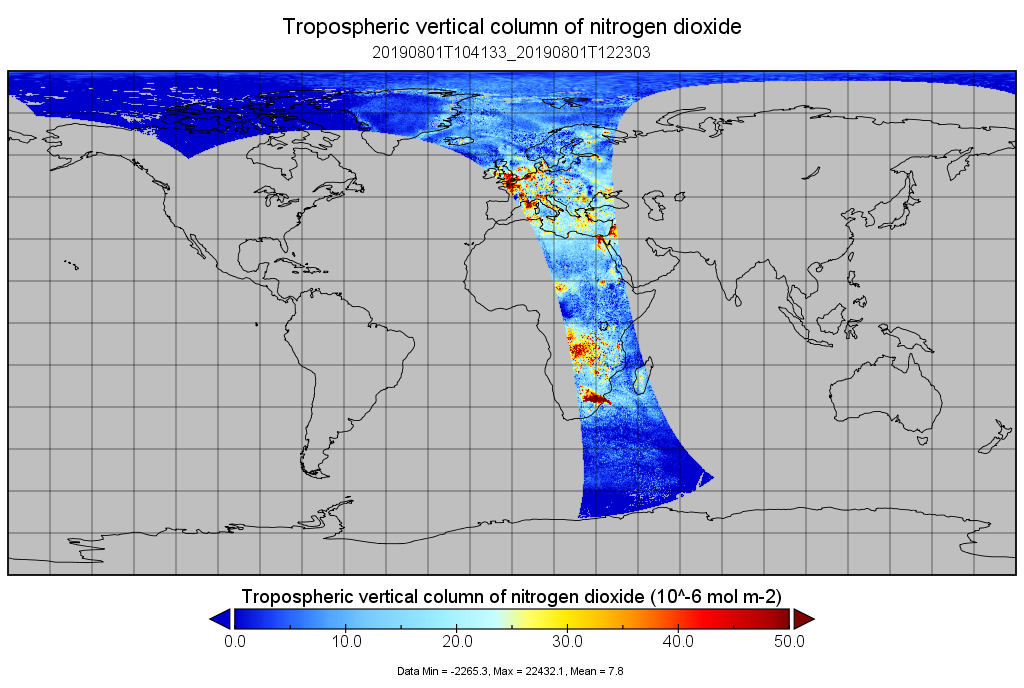 Tropospheric vertical column of nitrogen dioxide
20190801T104133_20190801T122303
Tropospheric vertical column of nitrogen dioxide (10^-6 mol m-2)
0.0 10.0 20.0 30.0 40.0 50.0
Data Min = -2265.3, Max = 22432.1, Mean = 7.8